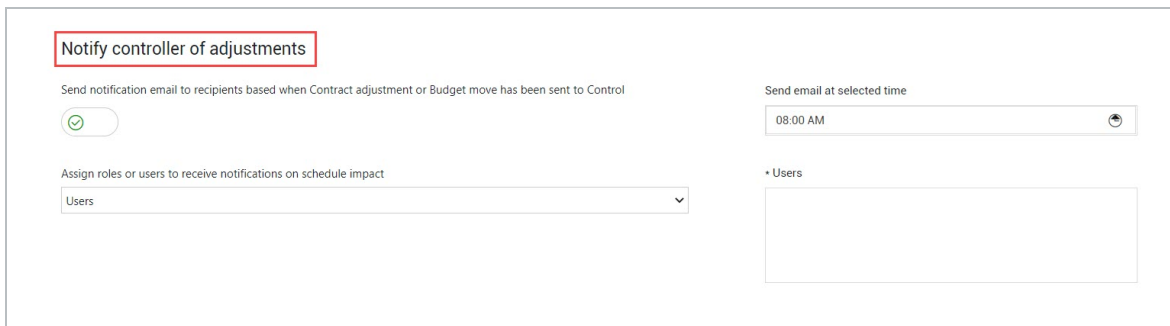 Notify controller of adjustments
Send notification email to recipients based when Contract adjustment or Budget move has been sent to Control
Send email at selected time
08:00 AM
Assign roles or users to receive notifications on schedule impact
Users
* Users